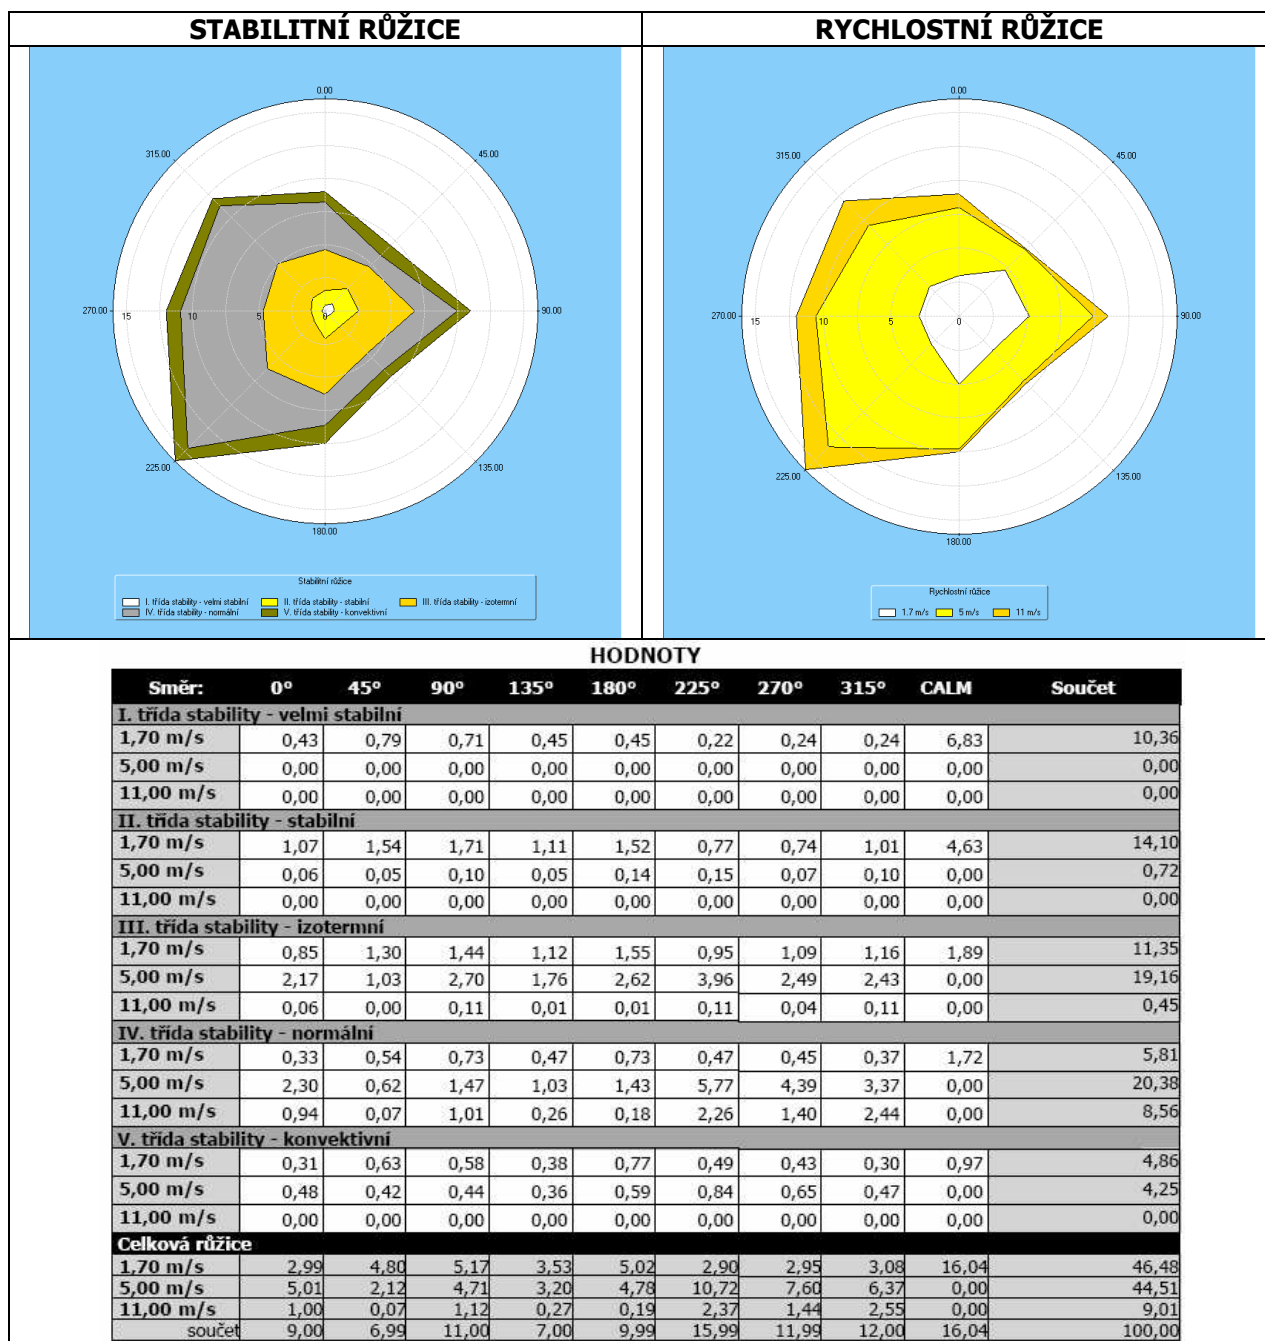 STABILITNÍ RŮŽICE
RYCHLOSTNÍ RŮŽICE
0.00
315.00 45.00
270.00 15 10 5 0 90.00
225.00 135.00
180.00
Stabilitní růžice
I. třída stability - velmi stabilní II. třída stability - stabilní III. třída stability - izotermní
IV. třída stability - normální V. třída stability - konvektivní
0.00
315.00 45.00
270.00 15 10 5 0 90.00
225.00 135.00
180.00
Rychlostní růžice
1.7 m/s 5 m/s 11 m/s
HODNOTY
Směr: 0° 45° 90° 135° 180° 225° 270° 315° CALM Součet
I. třída stability - velmi stabilní
1,70 m/s 0,43 0,79 0,71 0,45 0,45 0,22 0,24 0,24 6,83 10,36
5,00 m/s 0,00 0,00 0,00 0,00 0,00 0,00 0,00 0,00 0,00 0,00
11,00 m/s 0,00 0,00 0,00 0,00 0,00 0,00 0,00 0,00 0,00 0,00
II. třída stability - stabilní
1,70 m/s 1,07 1,54 1,71 1,11 1,52 0,77 0,74 1,01 4,63 14,10
5,00 m/s 0,06 0,05 0,10 0,05 0,14 0,15 0,07 0,10 0,00 0,72
11,00 m/s 0,00 0,00 0,00 0,00 0,00 0,00 0,00 0,00 0,00 0,00
III. třída stability - izotermní
1,70 m/s 0,85 1,30 1,44 1,12 1,55 0,95 1,09 1,16 1,89 11,35
5,00 m/s 2,17 1,03 2,70 1,76 2,62 3,96 2,49 2,43 0,00 19,16
11,00 m/s 0,06 0,00 0,11 0,01 0,01 0,11 0,04 0,11 0,00 0,45
IV. třída stability - normální
1,70 m/s 0,33 0,54 0,73 0,47 0,73 0,47 0,45 0,37 1,72 5,81
5,00 m/s 2,30 0,62 1,47 1,03 1,43 5,77 4,39 3,37 0,00 20,38
11,00 m/s 0,94 0,07 1,01 0,26 0,18 2,26 1,40 2,44 0,00 8,56
V. třída stability - konvektivní
1,70 m/s 0,31 0,63 0,58 0,38 0,77 0,49 0,43 0,30 0,97 4,86
5,00 m/s 0,48 0,42 0,44 0,36 0,59 0,84 0,65 0,47 0,00 4,25
11,00 m/s 0,00 0,00 0,00 0,00 0,00 0,00 0,00 0,00 0,00 0,00
Celková růžice
1,70 m/s 2,99 4,80 5,17 3,53 5,02 2,90 2,95 3,08 16,04 46,48
5,00 m/s 5,01 2,12 4,71 3,20 4,78 10,72 7,60 6,37 0,00 44,51
11,00 m/s 1,00 0,07 1,12 0,27 0,19 2,37 1,44 2,55 0,00 9,01
součet 9,00 6,99 11,00 7,00 9,99 15,99 11,99 12,00 16,04 100,00